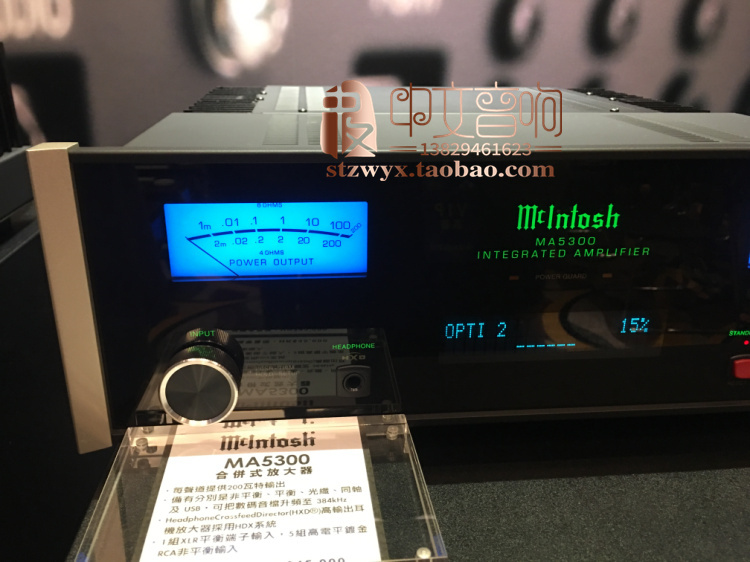 中文音响
13829461623
stzwyx.taobao.com
8 OHMS
1m .01 .1 1 10 100 200
2m .02 .2 2 20 200
4 OHMS
POWER OUTPUT
McIntosh
MA5300
INTEGRATED AMPLIFIER
POWER GUARD
OPTI 2
15%
INPUT
HEADPHONE
HXD
McIntosh
MA5300
合併式放大器
· 每聲道提供200瓦特輸出
· 備有分別是非平衡、平衡、光纖、同軸
及 USB，可把數碼音檔升頻至 384kHz
· HeadphoneCrossfeedDirector(HXD®)高輸出耳
機放大器採用HDX系統
· 1組XLR平衡端子輸入，5組高電平鍍金
RCA非平衡輸入